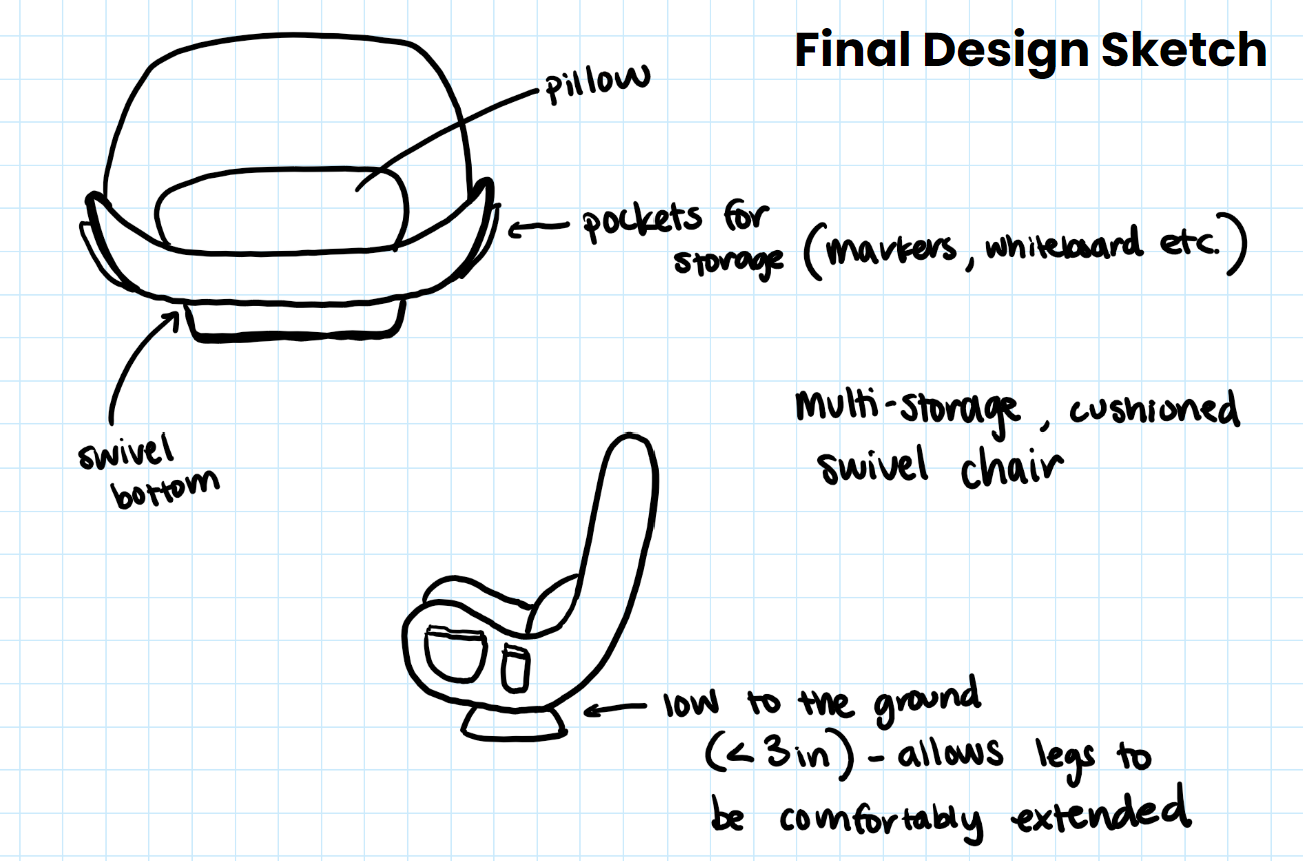 Final Design Sketch
pillow
pockets for
storage (markers, whiteboard etc.)
swivel
bottom
multi-storage, cushioned
swivel chair
low to the ground
(<3in) - allows legs to
be comfortably extended